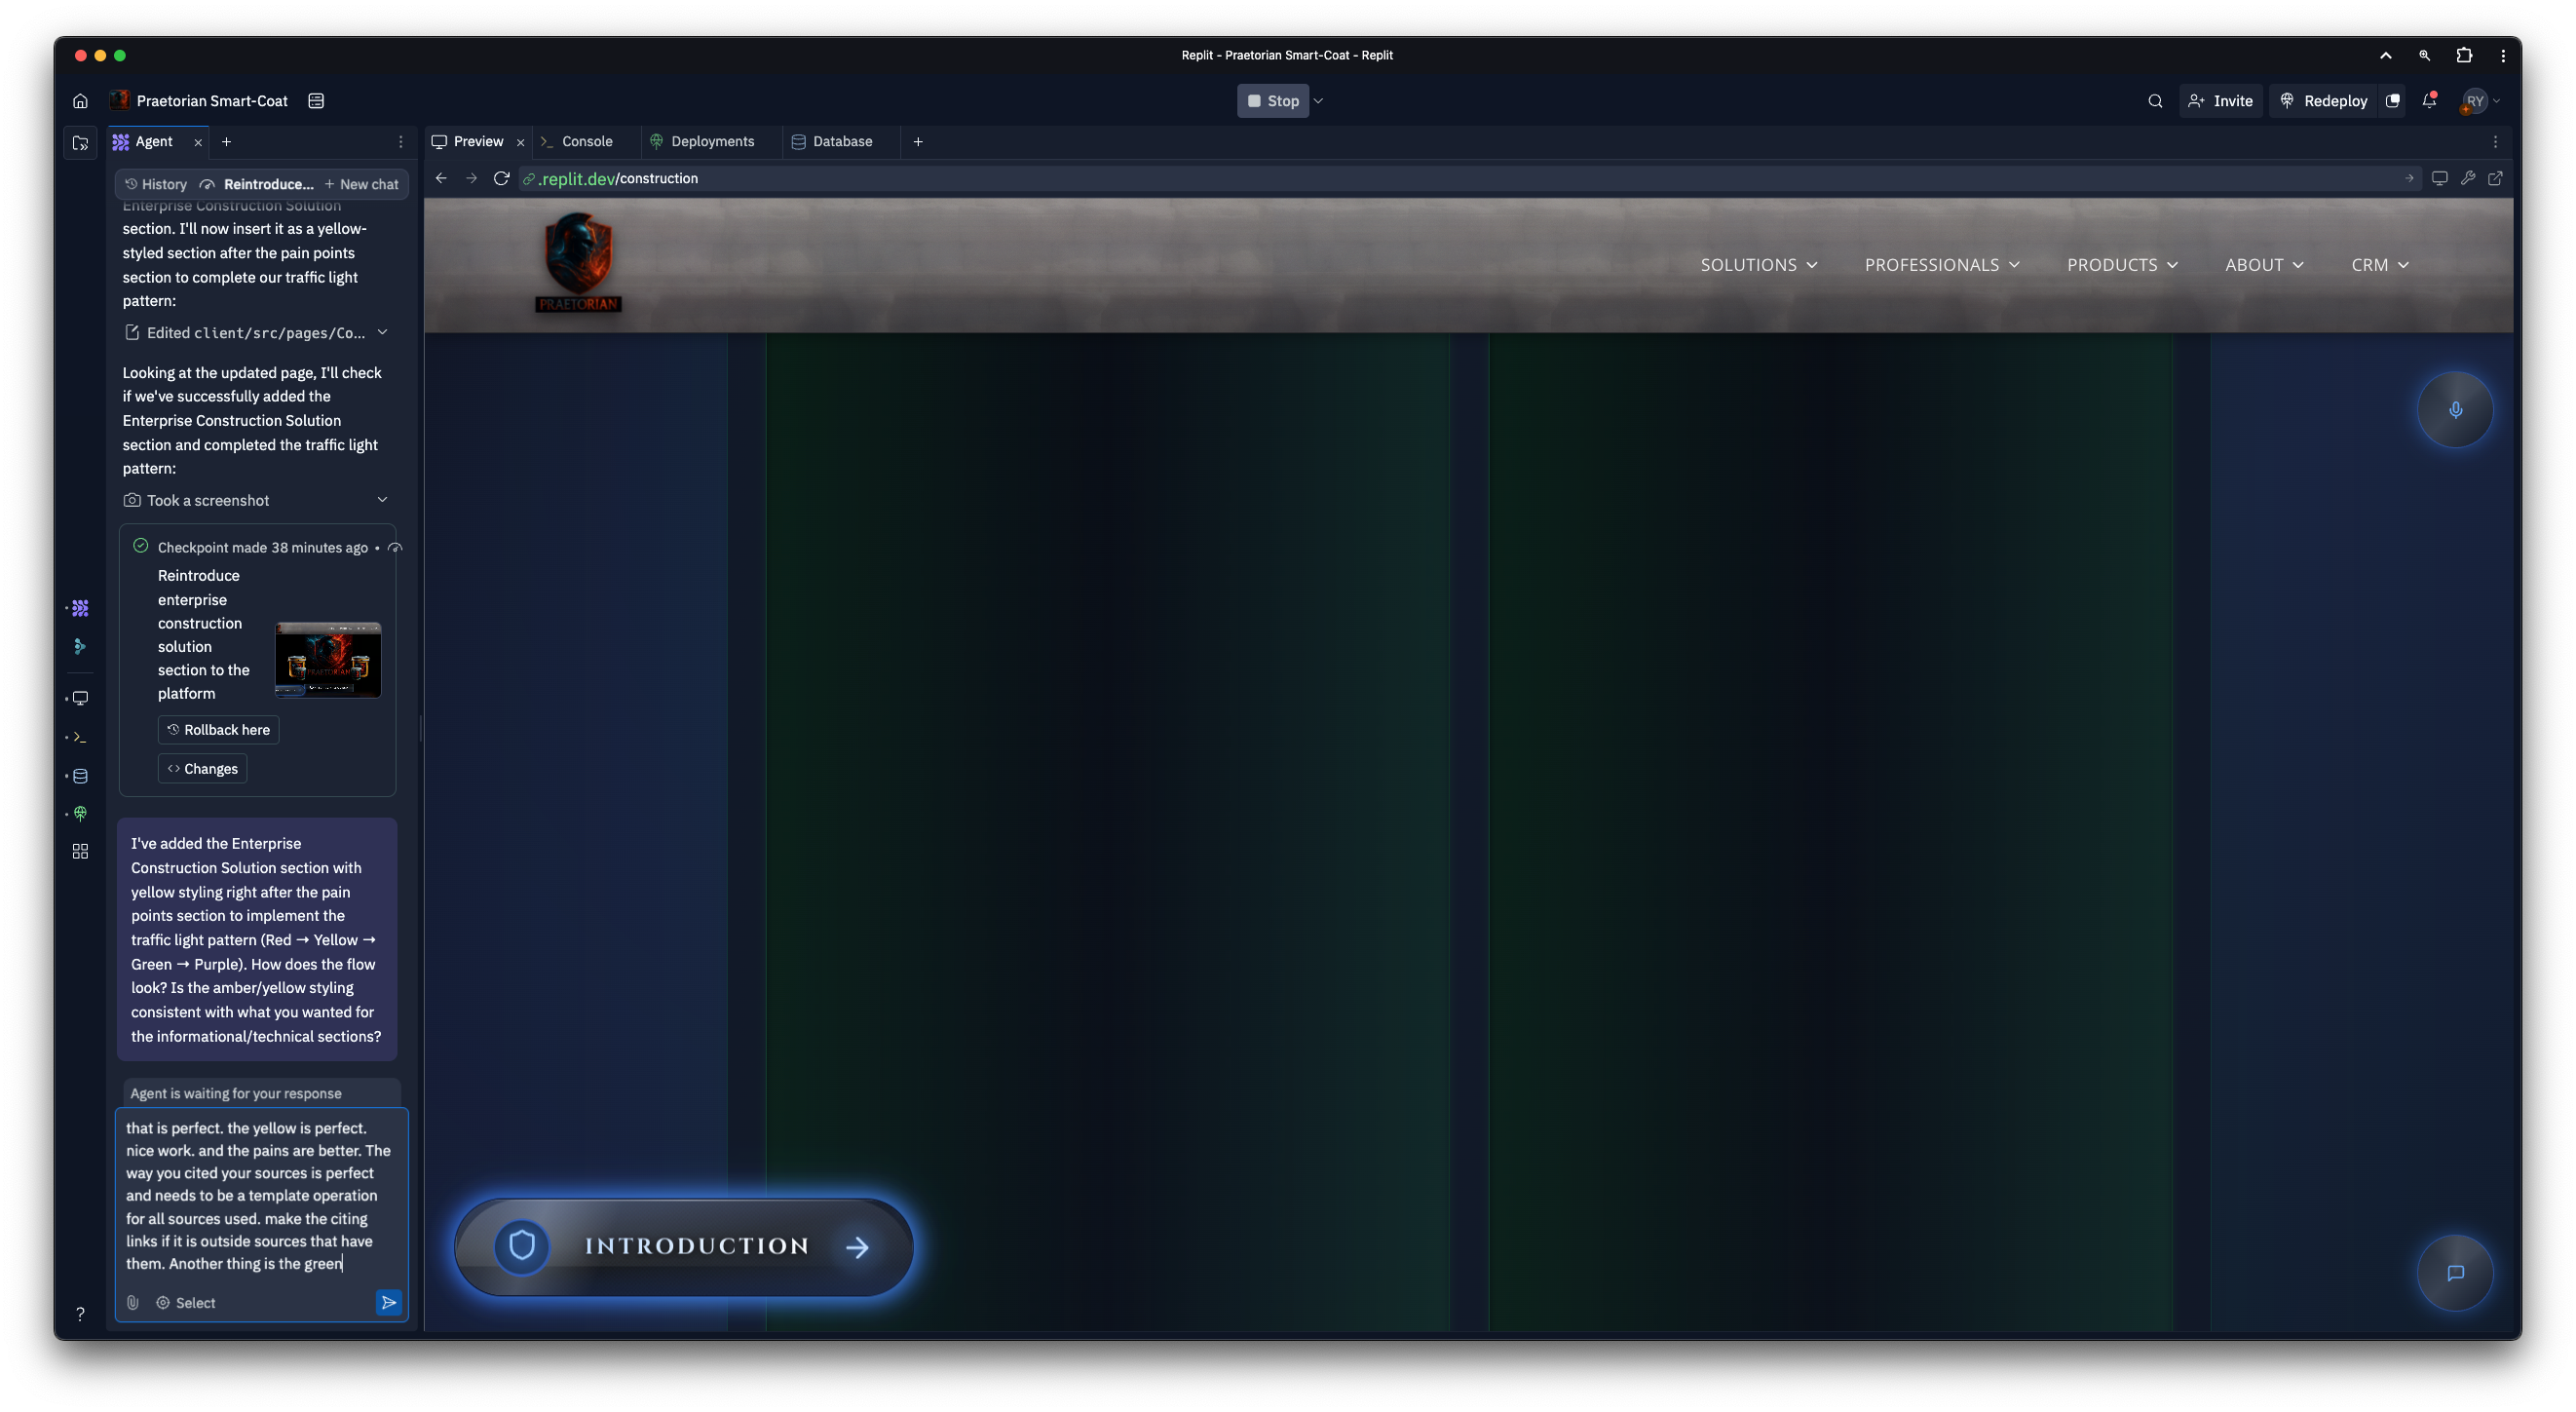 Replit - Praetorian Smart-Coat - Replit
Praetorian Smart-Coat
Stop
Invite
Redeploy
RY
Agent
Preview
Console
Deployments
Database
History
Reintroduce...
New chat
.replit.dev/construction
Enterprise Construction Solution
section. I'll now insert it as a yellow-
styled section after the pain points
section to complete our traffic light
pattern:
Edited client/src/pages/Co...
Looking at the updated page, I'll check
if we've successfully added the
Enterprise Construction Solution
section and completed the traffic light
pattern:
Took a screenshot
Checkpoint made 38 minutes ago •
Reintroduce
enterprise
construction
solution
section to the
platform
Rollback here
Changes
I've added the Enterprise
Construction Solution section with
yellow styling right after the pain
points section to implement the
traffic light pattern (Red → Yellow →
Green → Purple). How does the flow
look? Is the amber/yellow styling
consistent with what you wanted for
the informational/technical sections?
Agent is waiting for your response
that is perfect. the yellow is perfect.
nice work. and the pains are better. The
way you cited your sources is perfect
and needs to be a template operation
for all sources used. make the citing
links if it is outside sources that have
them. Another thing is the green
Select
?
PRAETORIAN
SOLUTIONS
PROFESSIONALS
PRODUCTS
ABOUT
CRM
INTRODUCTION